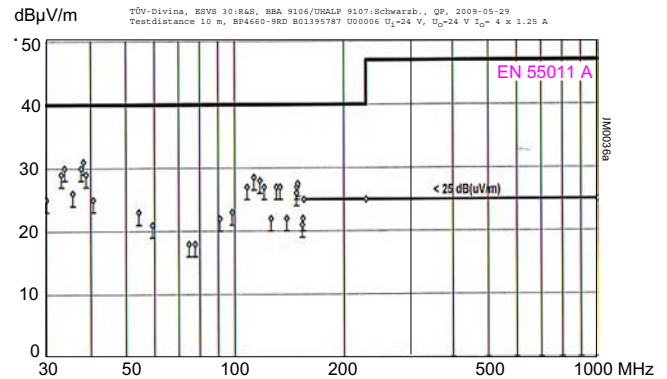 dBµV/m
TÜV-Divina, ESVS 30:R&S, BBA 9106/UHALP 9107:Schwarzb., QP, 2009-05-29
Testdistance 10 m, BP4660-9RD B01395787 U00006 Ui=24 V, Uo=24 V Io= 4 x 1.25 A
50
EN 55011 A
40
JM0036a
30
< 25 dB(uV/m)
20
10
0
30 50 100 200 500 1000 MHz